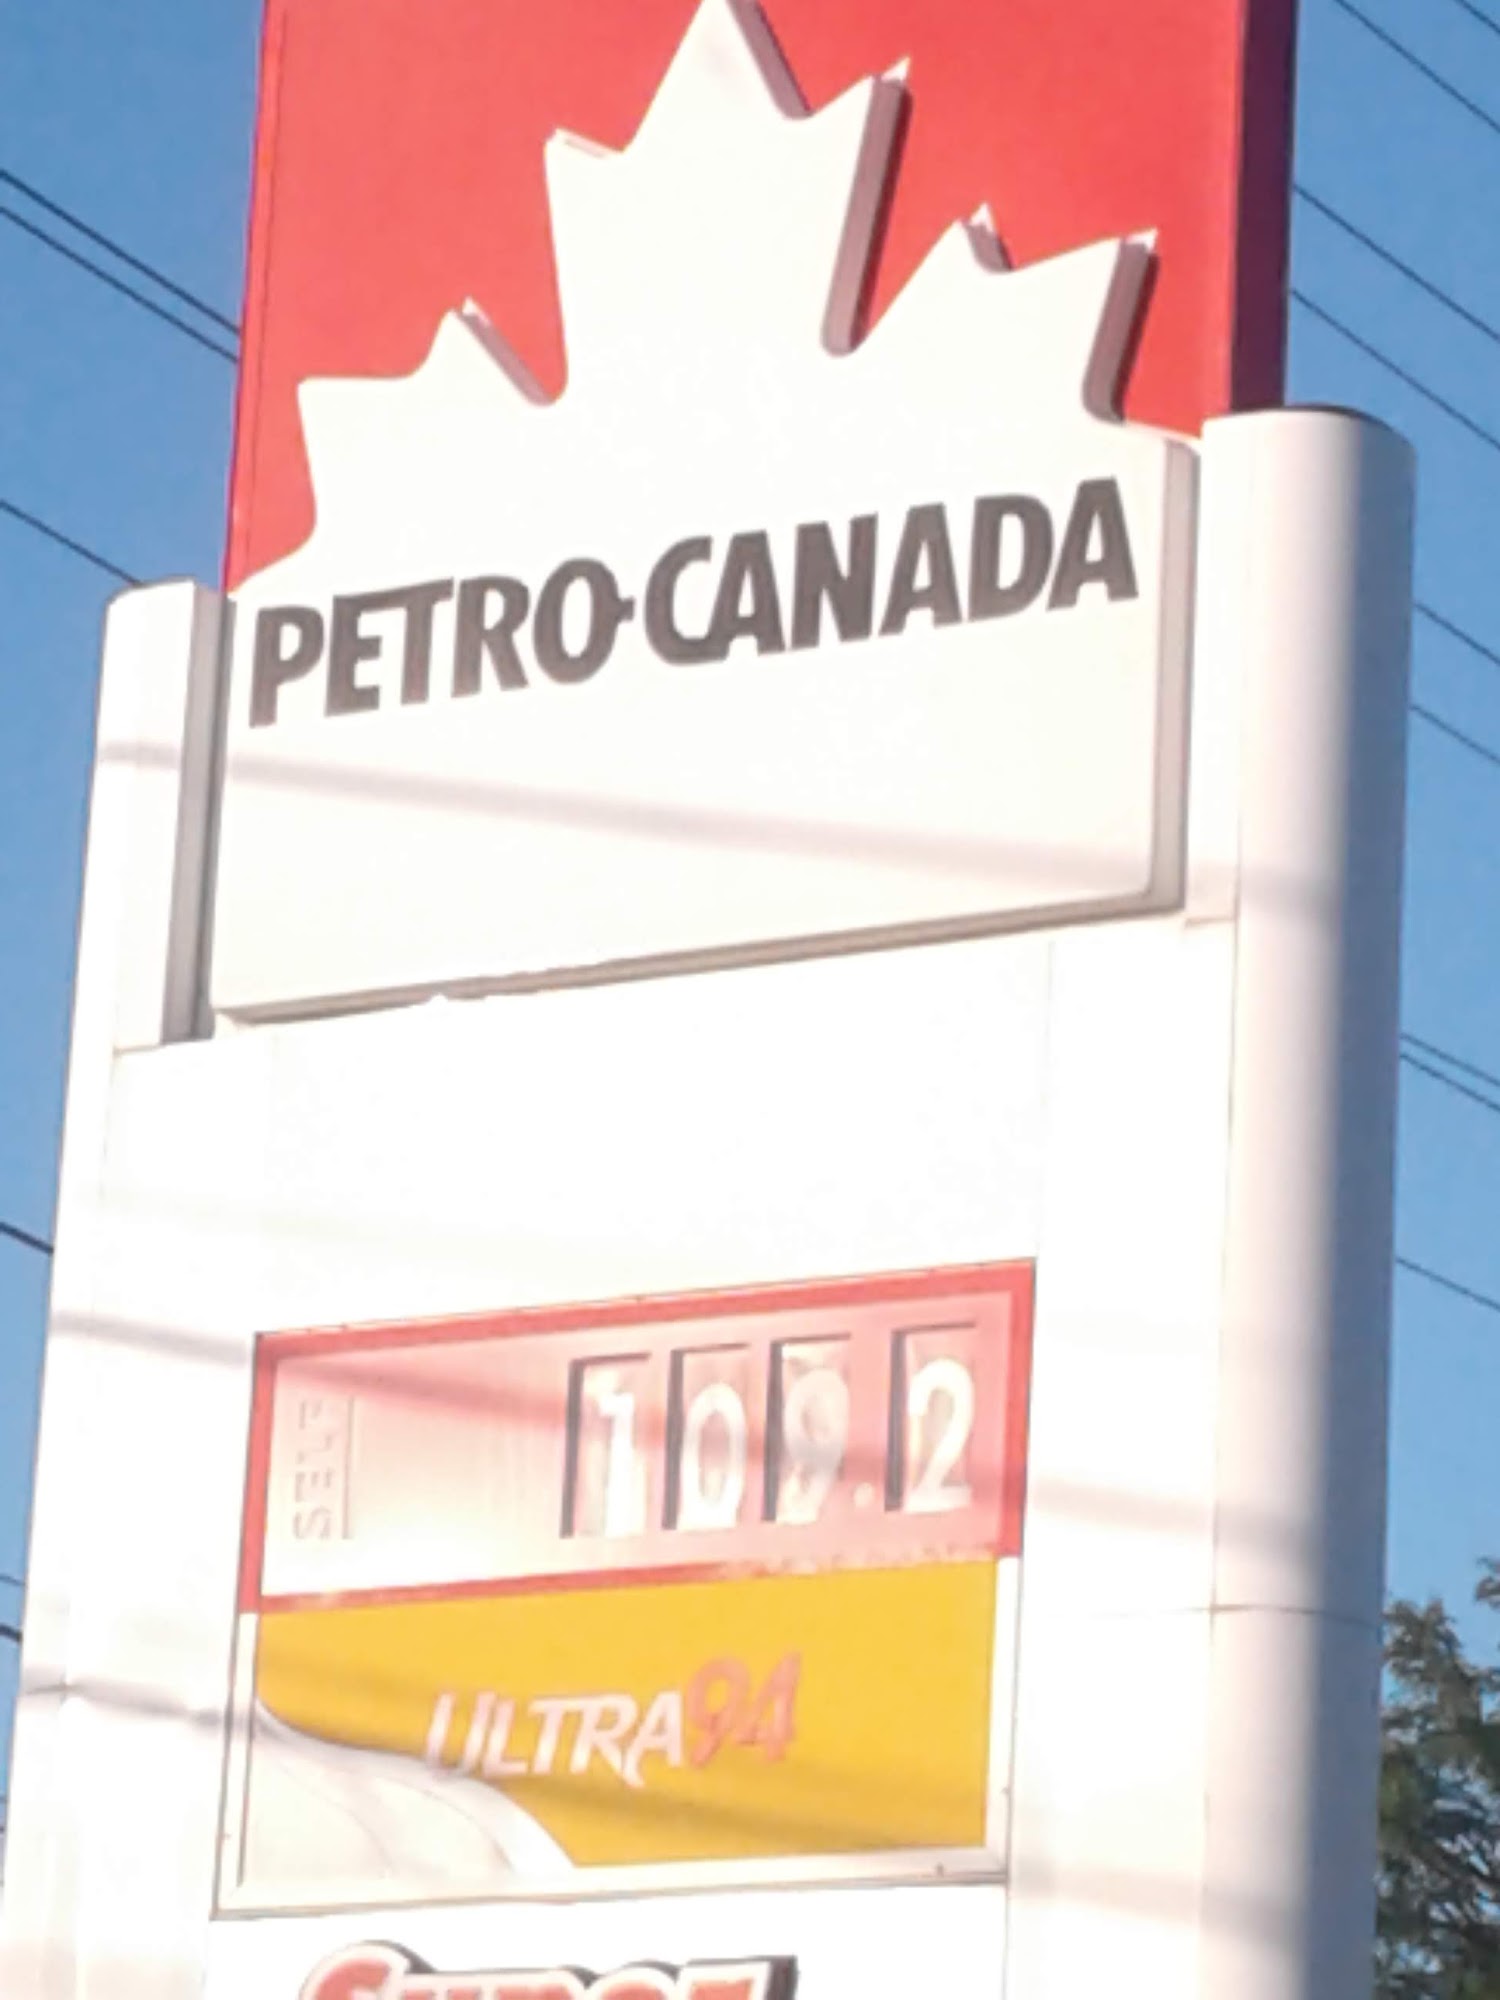 PETRO-CANADA
SELF
109.2
ULTRA94